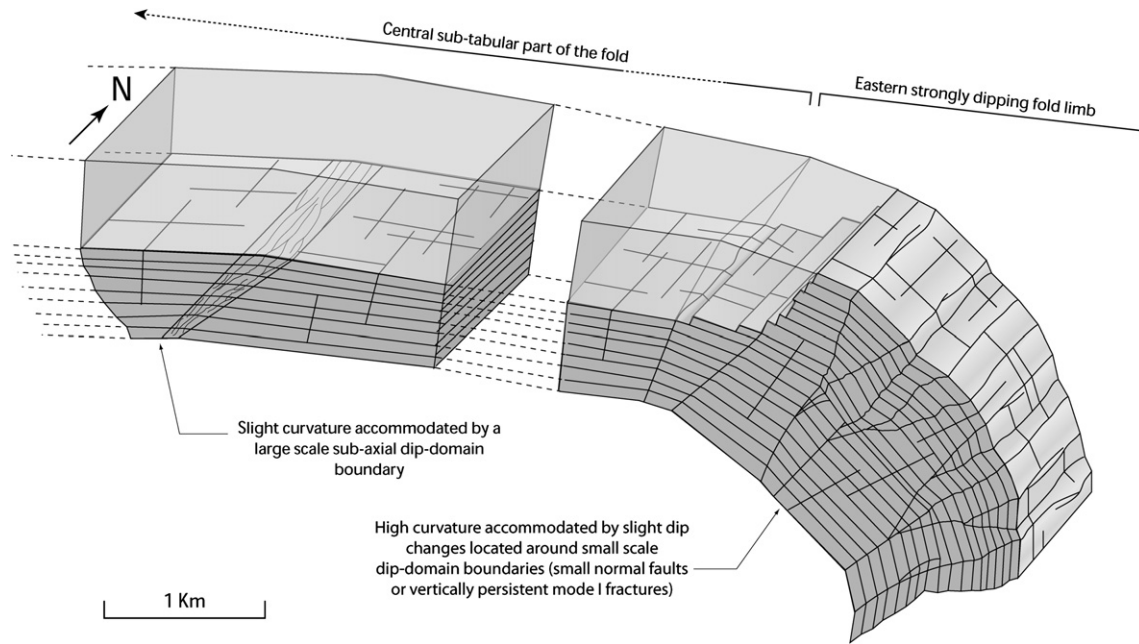 Central sub-tabular part of the fold
Eastern strongly dipping fold limb
N
Slight curvature accommodated by a
large scale sub-axial dip-domain
boundary
High curvature accommodated by slight dip
changes located around small scale
dip-domain boundaries (small normal faults
or vertically persistent mode I fractures)
1 Km